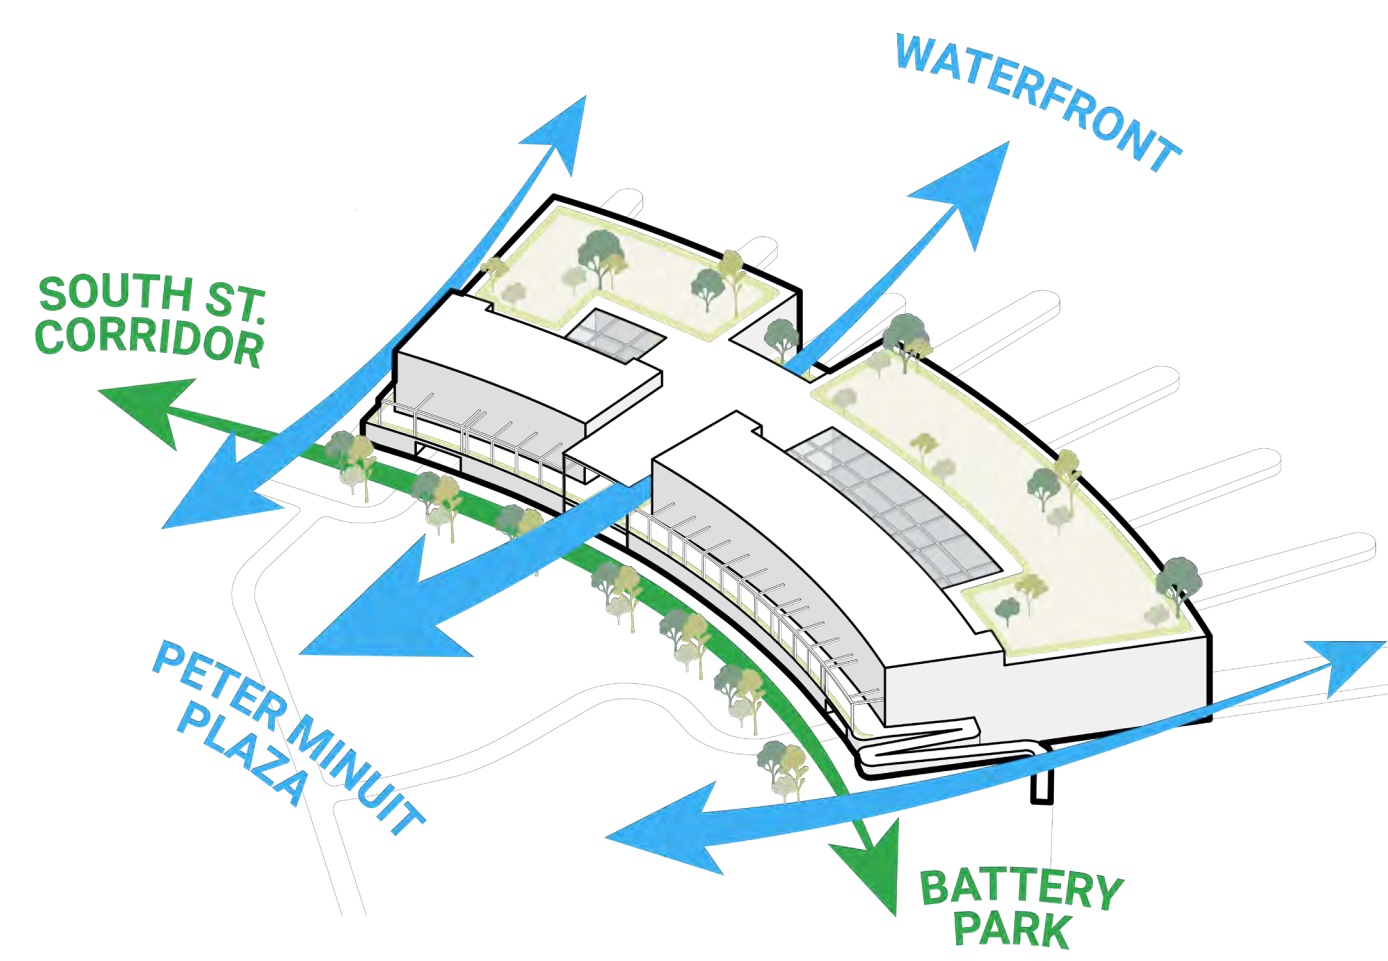 WATERFRONT
SOUTH ST.
CORRIDOR
PETER MINUIT
PLAZA
BATTERY
PARK